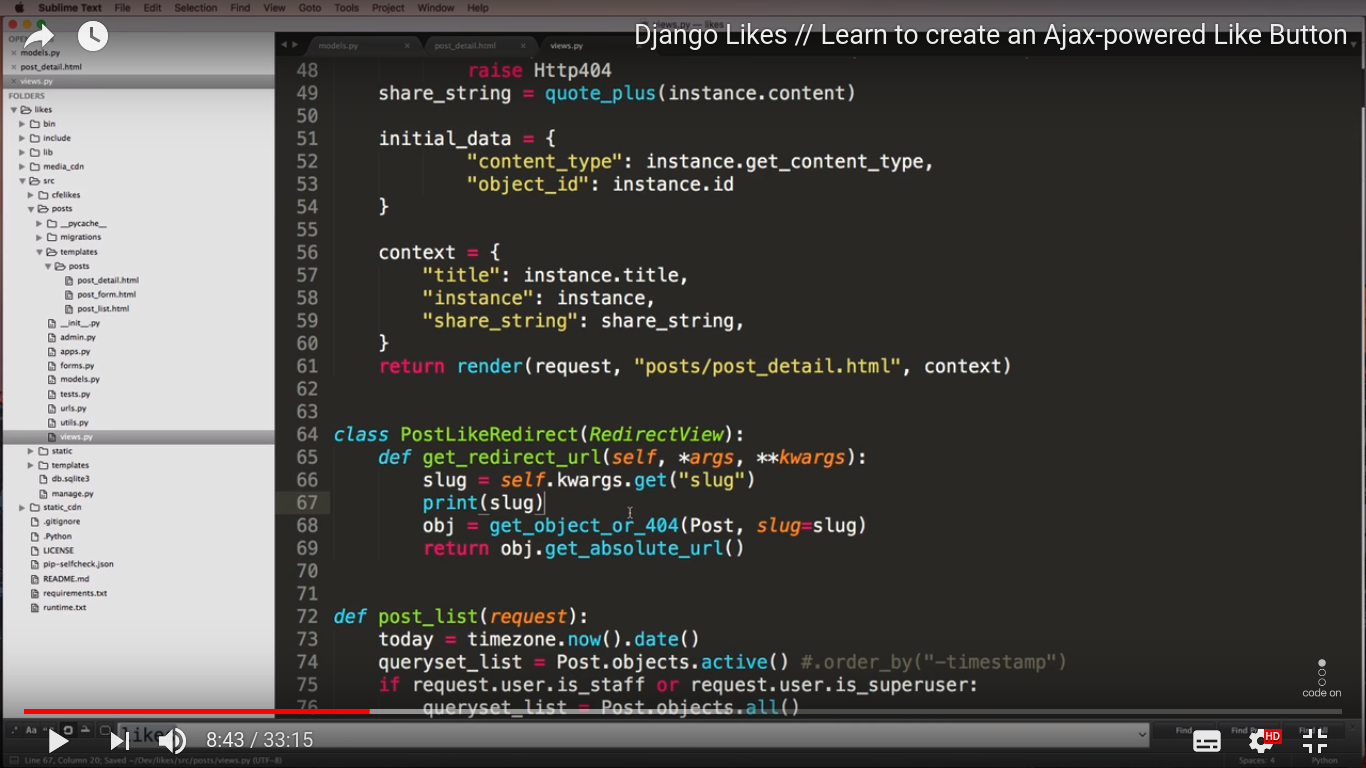 Sublime Text File Edit Selection Find View Goto Tools Project Window Help
views.py — likes
Django Likes // Learn to create an Ajax-powered Like Button
models.py
post_detail.html
views.py
FOLDERS
likes
bin
include
lib
media_cdn
src
cfelikes
posts
__pycache__
migrations
templates
posts
post_detail.html
post_form.html
post_list.html
__init__.py
admin.py
apps.py
forms.py
models.py
tests.py
urls.py
utils.py
views.py
static
templates
db.sqlite3
manage.py
static_cdn
.gitignore
.Python
LICENSE
pip-selfcheck.json
README.md
requirements.txt
runtime.txt
models.py post_detail.html views.py
48 raise Http404
49 share_string = quote_plus(instance.content)
50
51 initial_data = {
52 "content_type": instance.get_content_type,
53 "object_id": instance.id
54 }
55
56 context = {
57 "title": instance.title,
58 "instance": instance,
59 "share_string": share_string,
60 }
61 return render(request, "posts/post_detail.html", context)
62
63
64 class PostLikeRedirect(RedirectView):
65 def get_redirect_url(self, *args, **kwargs):
66 slug = self.kwargs.get("slug")
67 print(slug)
68 obj = get_object_or_404(Post, slug=slug)
69 return obj.get_absolute_url()
70
71
72 def post_list(request):
73 today = timezone.now().date()
74 queryset_list = Post.objects.active() #.order_by("-timestamp")
75 if request.user.is_staff or request.user.is_superuser:
76 queryset_list = Post.objects.all()
code on
Aa like Find
8:43 / 33:15
HD
Line 67, Column 20; Saved ~/Dev/likes/src/posts/views.py (UTF-8) Spaces: 4 Python